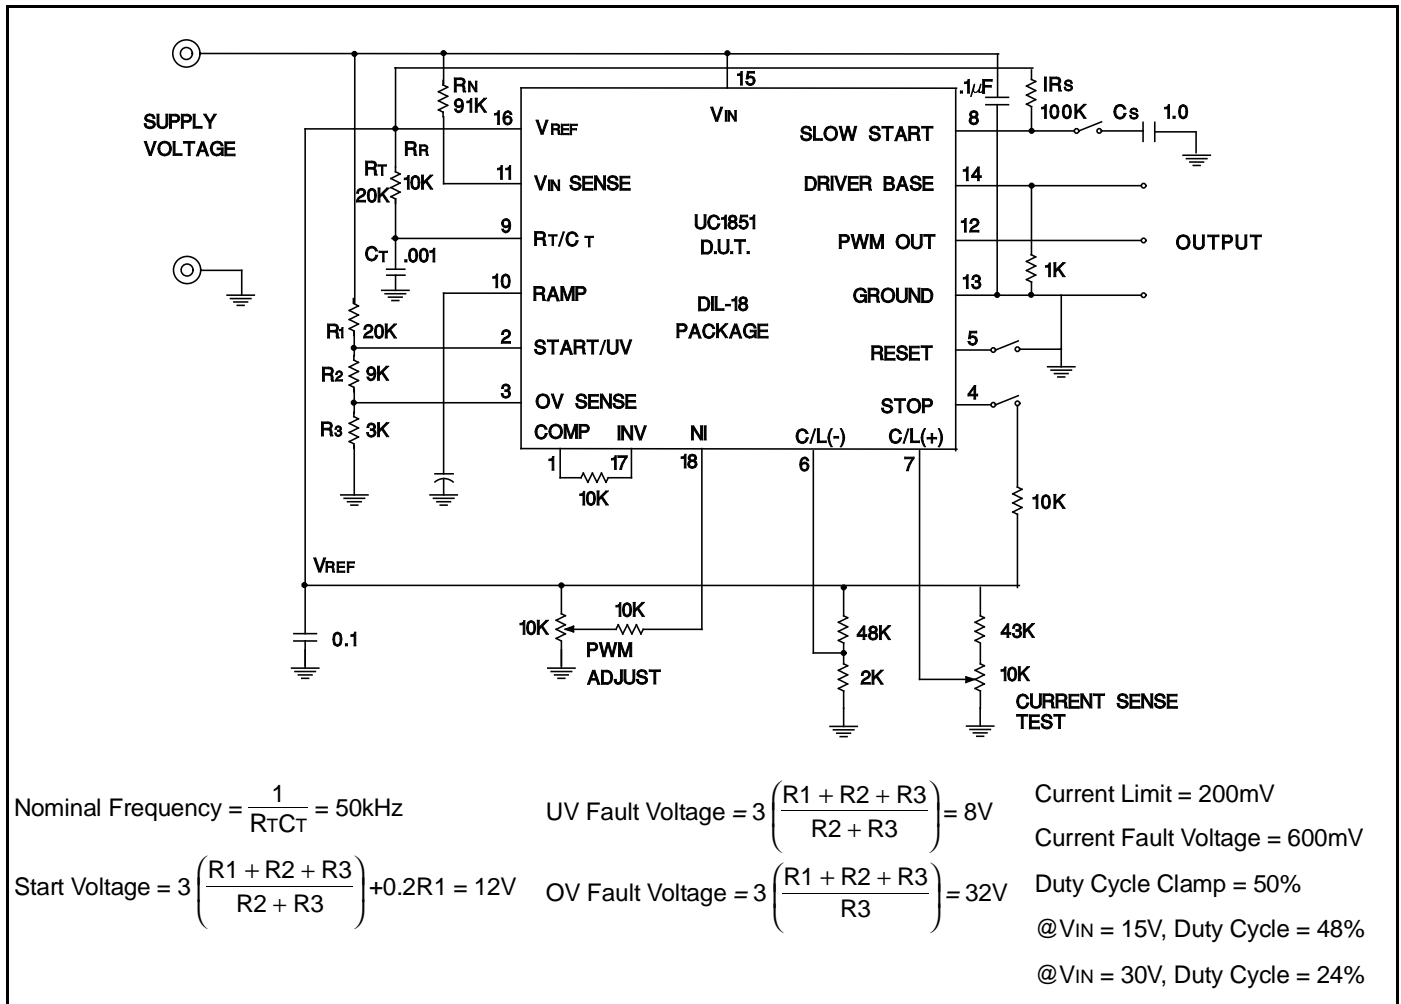 SUPPLY
VOLTAGE
RN
91K
15
.1µF
IRS
100K
CS
1.0
16
VREF
VIN
SLOW START
8
RR
RT
10K
20K
11
VIN SENSE
DRIVER BASE
14
9
RT/CT
UC1851
D.U.T.
PWM OUT
12
OUTPUT
CT
.001
1K
10
RAMP
DIL-18
PACKAGE
GROUND
13
R1
20K
2
START/UV
RESET
5
R2
9K
3
OV SENSE
STOP
4
R3
3K
COMP
INV
NI
C/L(-)
C/L(+)
1
17
18
6
7
10K
10K
VREF
0.1
10K
10K
PWM
ADJUST
48K
2K
43K
10K
CURRENT SENSE
TEST
Nominal Frequency = 1 / RTCT = 50kHz
Start Voltage = 3 (R1 + R2 + R3 / R2 + R3) +0.2R1 = 12V
UV Fault Voltage = 3 (R1 + R2 + R3 / R2 + R3) = 8V
OV Fault Voltage = 3 (R1 + R2 + R3 / R3) = 32V
Current Limit = 200mV
Current Fault Voltage = 600mV
Duty Cycle Clamp = 50%
@VIN = 15V, Duty Cycle = 48%
@VIN = 30V, Duty Cycle = 24%